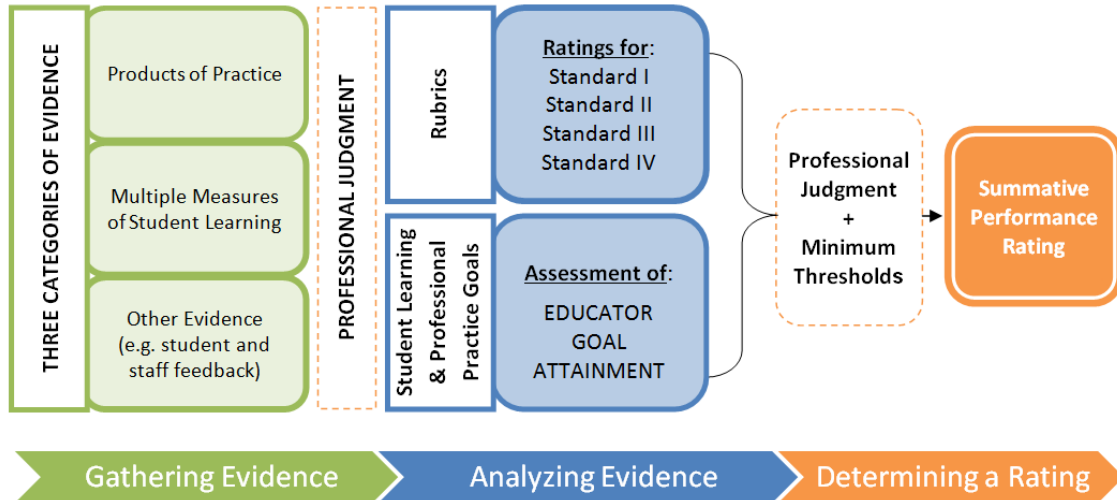 THREE CATEGORIES OF EVIDENCE
Products of Practice
Multiple Measures
of Student Learning
Other Evidence
(e.g. student and
staff feedback)
PROFESSIONAL JUDGMENT
Rubrics
Ratings for:
Standard I
Standard II
Standard III
Standard IV
Student Learning
& Professional
Practice Goals
Assessment of:
EDUCATOR
GOAL
ATTAINMENT
Professional
Judgment
+
Minimum
Thresholds
Summative
Performance
Rating
Gathering Evidence
Analyzing Evidence
Determining a Rating